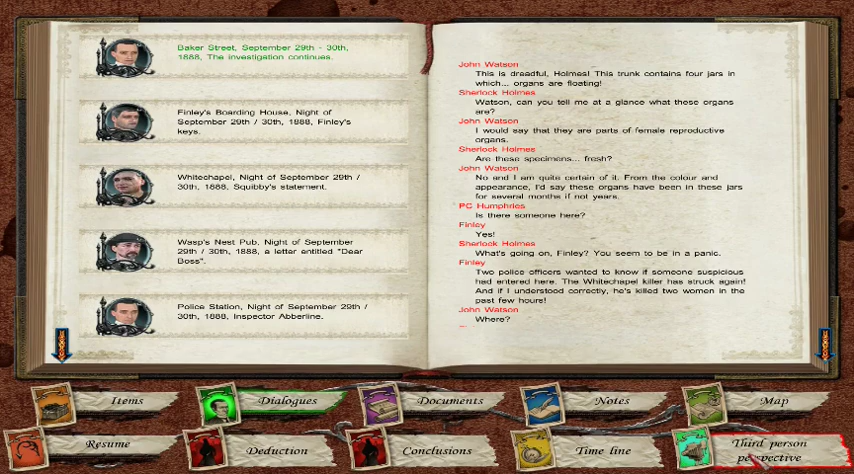 Baker Street, September 29th - 30th,
1888, The investigation continues.
Finley's Boarding House, Night of
September 29th / 30th, 1888, Finley's
keys.
Whitechapel, Night of September 29th /
30th, 1888, Squibby's statement.
Wasp's Nest Pub, Night of September
29th / 30th, 1888, a letter entitled "Dear
Boss".
Police Station, Night of September 29th /
30th, 1888, Inspector Abberline.
John Watson
This is dreadful, Holmes! This trunk contains four jars in
which... organs are floating!
Sherlock Holmes
Watson, can you tell me at a glance what these organs
are?
John Watson
I would say that they are parts of female reproductive
organs.
Sherlock Holmes
Are these specimens... fresh?
John Watson
No and I am quite certain of it. From the colour and
appearance, I'd say these organs have been in these jars
for several months if not years.
PC Humphries
Is there someone here?
Finley
Yes!
Sherlock Holmes
What's going on, Finley? You seem to be in a panic.
Finley
Two police officers wanted to know if someone suspicious
had entered here. The Whitechapel killer has struck again!
And if I understood correctly, he's killed two women in the
past few hours!
John Watson
Where?
Items
Dialogues
Documents
Notes
Map
Resume
Deduction
Conclusions
Time line
Third person
perspective